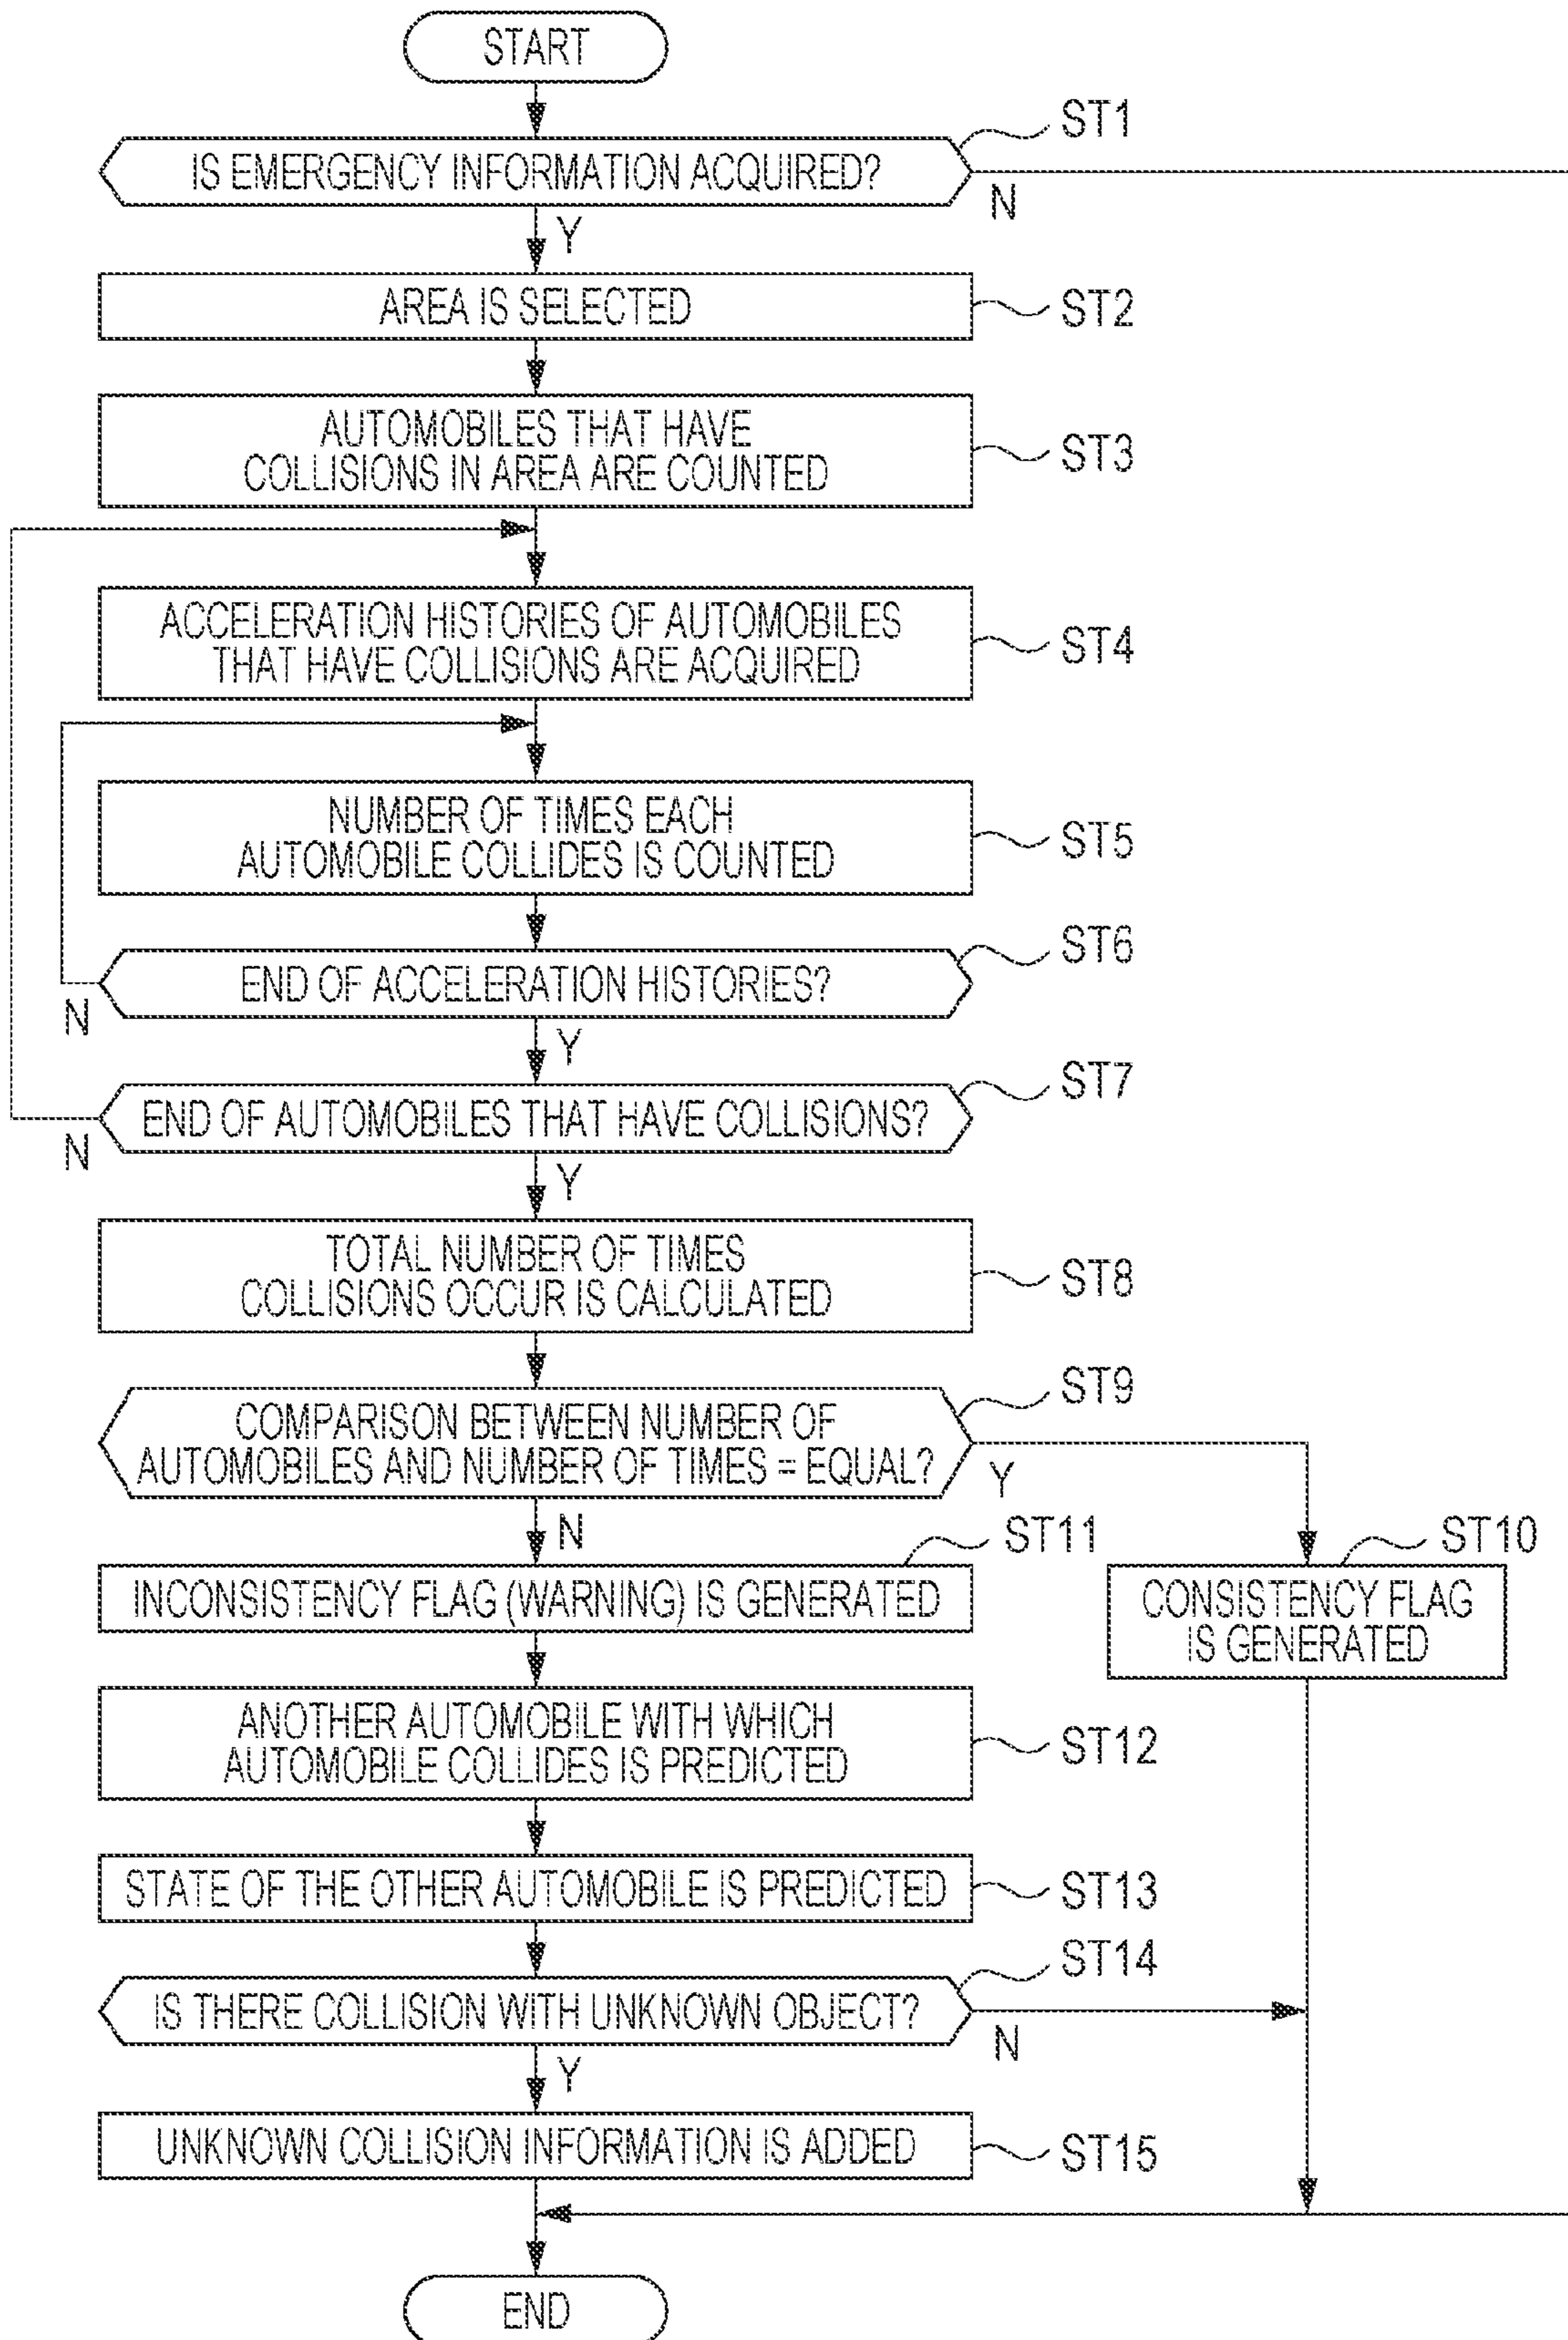 START
ST1
IS EMERGENCY INFORMATION ACQUIRED?
N
Y
AREA IS SELECTED
ST2
AUTOMOBILES THAT HAVE
COLLISIONS IN AREA ARE COUNTED
ST3
ACCELERATION HISTORIES OF AUTOMOBILES
THAT HAVE COLLISIONS ARE ACQUIRED
ST4
NUMBER OF TIMES EACH
AUTOMOBILE COLLIDES IS COUNTED
ST5
ST6
END OF ACCELERATION HISTORIES?
N
Y
ST7
END OF AUTOMOBILES THAT HAVE COLLISIONS?
N
Y
TOTAL NUMBER OF TIMES
COLLISIONS OCCUR IS CALCULATED
ST8
ST9
COMPARISON BETWEEN NUMBER OF
AUTOMOBILES AND NUMBER OF TIMES = EQUAL?
Y
N
ST11
ST10
INCONSISTENCY FLAG (WARNING) IS GENERATED
CONSISTENCY FLAG
IS GENERATED
ANOTHER AUTOMOBILE WITH WHICH
AUTOMOBILE COLLIDES IS PREDICTED
ST12
STATE OF THE OTHER AUTOMOBILE IS PREDICTED
ST13
ST14
IS THERE COLLISION WITH UNKNOWN OBJECT?
N
Y
UNKNOWN COLLISION INFORMATION IS ADDED
ST15
END